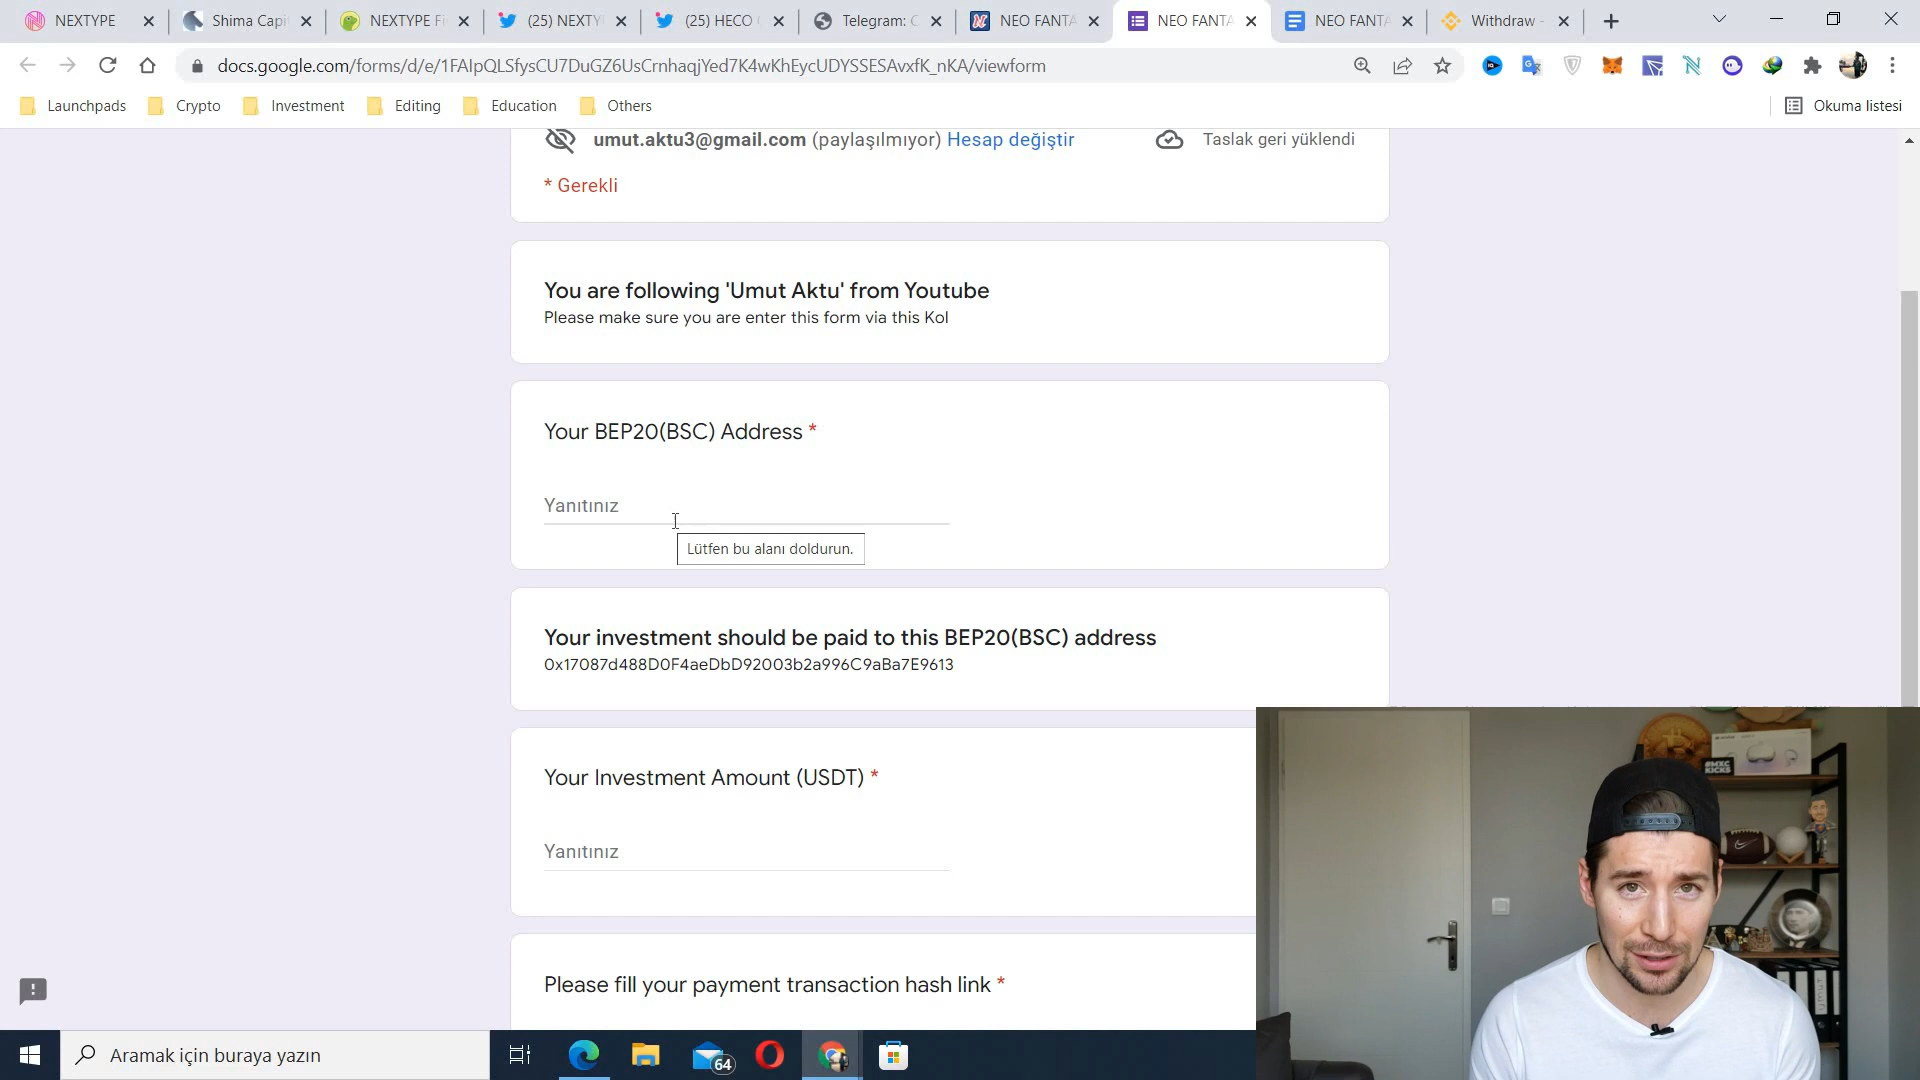 NEXTYPE
Shima Capi
NEXTYPE Fi
(25) NEXTY
(25) HECO
Telegram: C
NEO FANTA
NEO FANTA
NEO FANTA
Withdraw -
docs.google.com/forms/d/e/1FAIpQLSfysCU7DuGZ6UsCrnhaqjYed7K4wKhEycUDYSSESAvxfK_nKA/viewform
Launchpads
Crypto
Investment
Editing
Education
Others
Okuma listesi
umut.aktu3@gmail.com (paylaşılmıyor) Hesap değiştir
Taslak geri yüklendi
* Gerekli
You are following 'Umut Aktu' from Youtube
Please make sure you are enter this form via this Kol
Your BEP20(BSC) Address *
Yanıtınız
Lütfen bu alanı doldurun.
Your investment should be paid to this BEP20(BSC) address
0x17087d488D0F4aeDbD92003b2a996C9aBa7E9613
Your Investment Amount (USDT) *
Yanıtınız
Please fill your payment transaction hash link *
#MXC
KICKS
Aramak için buraya yazın
64